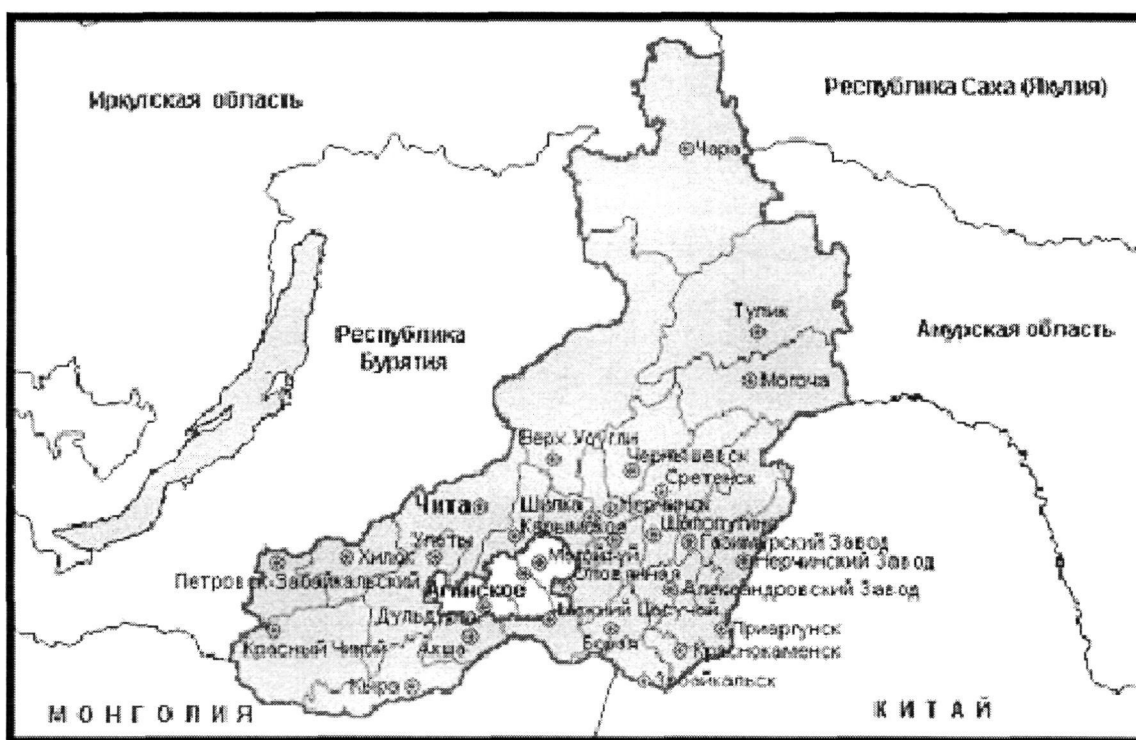 Иркутская область
Республика Саха (Якутия)
Чара
Республика
Бурятия
Тупик
Амурская область
Могоча
Верх. Усугли
Чернышевск
Сретенск
Чита
Шилка
Нерчинск
Карымское
Шелопугино
Улеты
Хилок
Газимурский Завод
Могойтуй
Нерчинский Завод
Петровск-Забайкальский
Оловянная
Агинское
Александровский Завод
Дульдурга
Нижний Цасучей
Красный Чикой
Акша
Борзя
Приаргунск
Краснокаменск
Кыра
Забайкальск
МОНГОЛИЯ
КИТАЙ